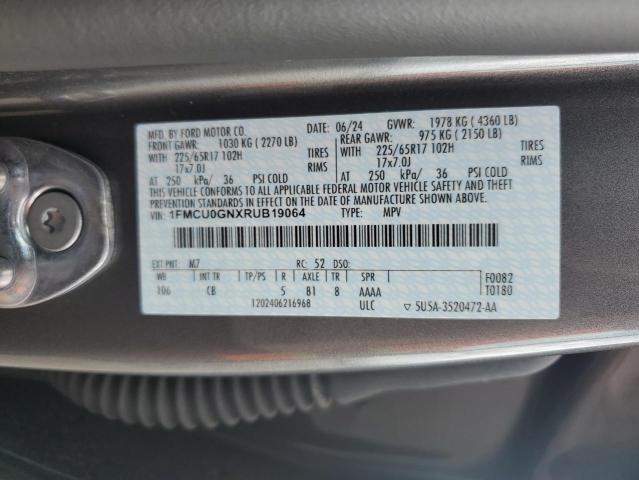 MFD. BY FORD MOTOR CO. DATE: 06/24 GVWR: 1978 KG ( 4360 LB)
FRONT GAWR: 1030 KG ( 2270 LB) REAR GAWR: 975 KG ( 2150 LB)
WITH 225/65R17 102H TIRES WITH 225/65R17 102H TIRES
17x7.0J RIMS 17x7.0J RIMS
AT 250 kPa/ 36 PSI COLD AT 250 kPa/ 36 PSI COLD
THIS VEHICLE CONFORMS TO ALL APPLICABLE FEDERAL MOTOR VEHICLE SAFETY AND BUMPER
STANDARDS IN EFFECT ON THE DATE OF MANUFACTURE SHOWN ABOVE.
VIN: 1FMCU0GNXRUB19064 TYPE: MPV
EXT PNT: M7 RC: 52 DSO:
WB INT TR TP/PS R AXLE TR SPR F0082
106 CB 5 81 8 AAAA T0180
1202406216968 ULC 5U5A-3520472-AA